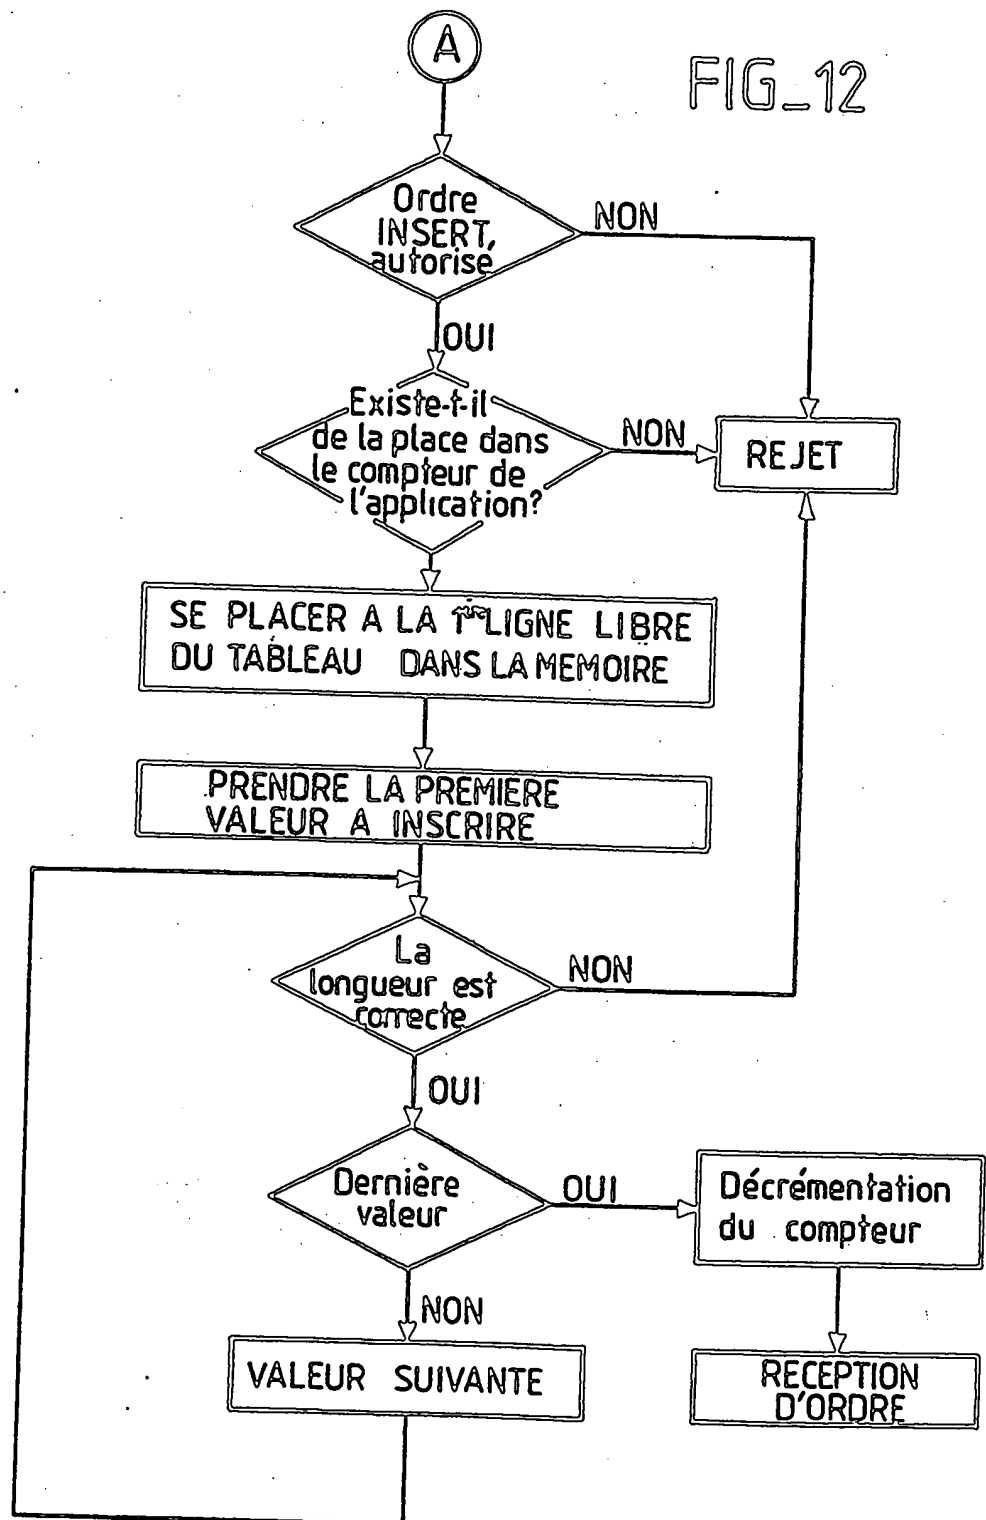 A
FIG_12
Ordre
INSERT,
autorisé
NON
OUI
Existe-t-il
de la place dans
le compteur de
l'application?
NON
REJET
SE PLACER A LA 1ère LIGNE LIBRE
DU TABLEAU DANS LA MEMOIRE
PRENDRE LA PREMIERE
VALEUR A INSCRIRE
La
longueur est
correcte
NON
OUI
Dernière
valeur
OUI
Décrémentation
du compteur
NON
VALEUR SUIVANTE
RECEPTION
D'ORDRE